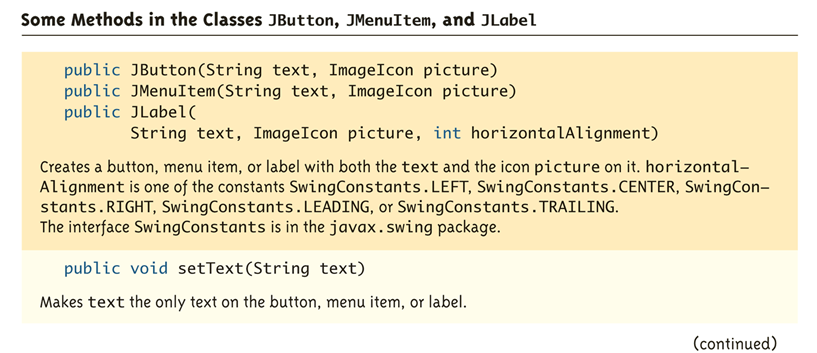 Some Methods in the Classes JButton, JMenuItem, and JLabel
public JButton(String text, ImageIcon picture)
public JMenuItem(String text, ImageIcon picture)
public JLabel(
String text, ImageIcon picture, int horizontalAlignment)
Creates a button, menu item, or label with both the text and the icon picture on it. horizontal–
Alignment is one of the constants SwingConstants.LEFT, SwingConstants.CENTER, SwingCon–
stants.RIGHT, SwingConstants.LEADING, or SwingConstants.TRAILING.
The interface SwingConstants is in the javax.swing package.
public void setText(String text)
Makes text the only text on the button, menu item, or label.
(continued)